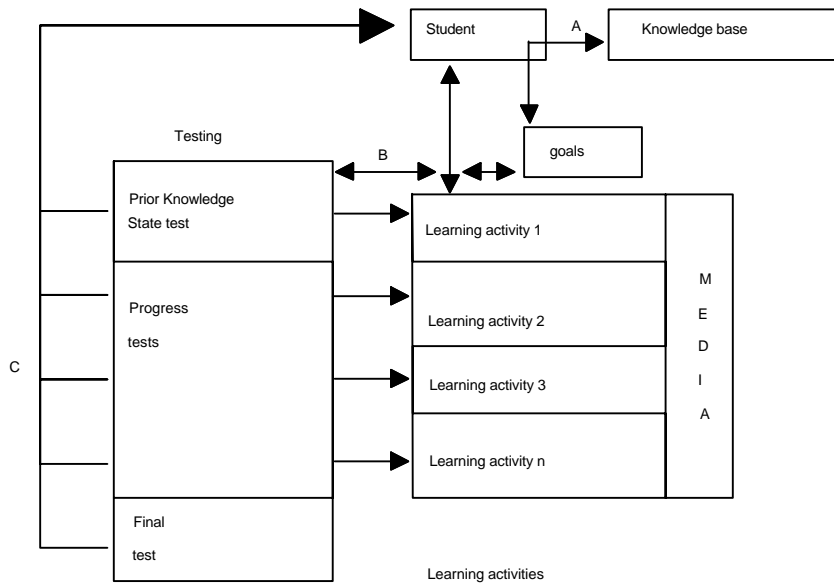 Student
A
Knowledge base
Testing
B
goals
Prior Knowledge
State test
Learning activity 1
Progress
tests
Learning activity 2
C
Learning activity 3
Learning activity n
M
E
D
I
A
Final
test
Learning activities